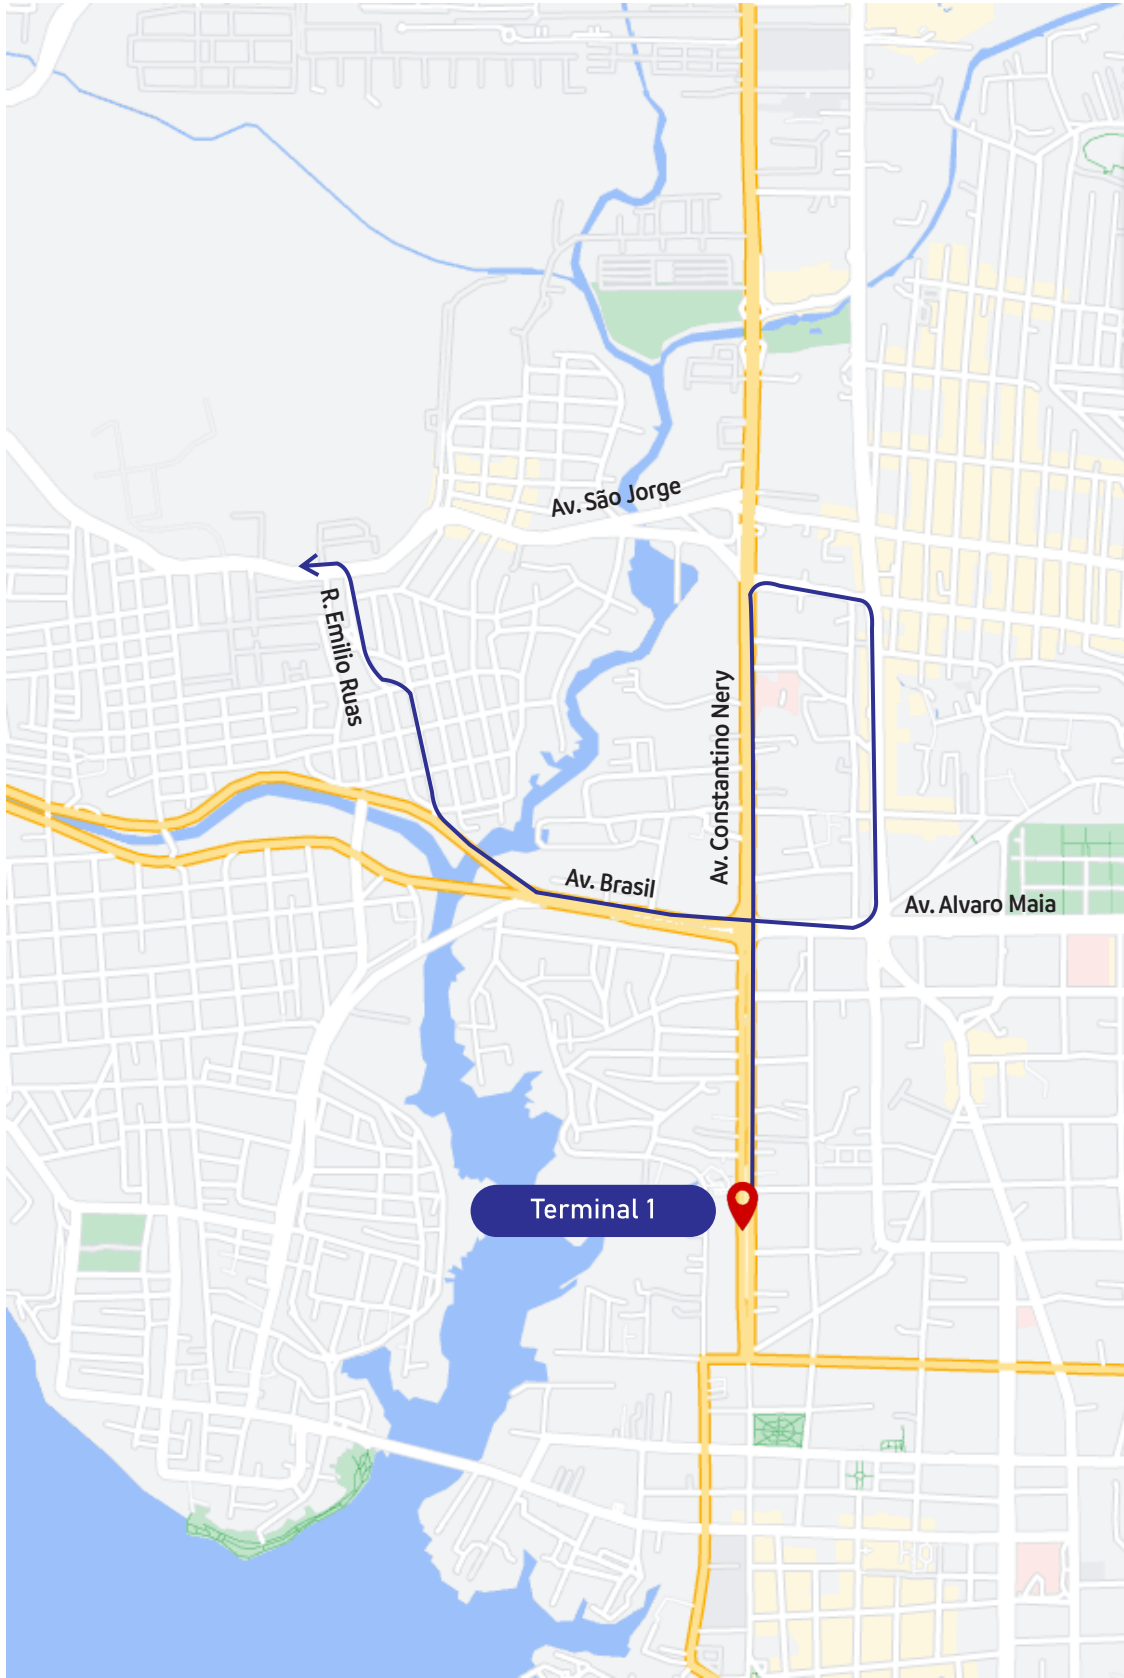 Av. São Jorge
R. Emilio Ruas
Av. Constantino Nery
Av. Brasil
Av. Alvaro Maia
Terminal 1